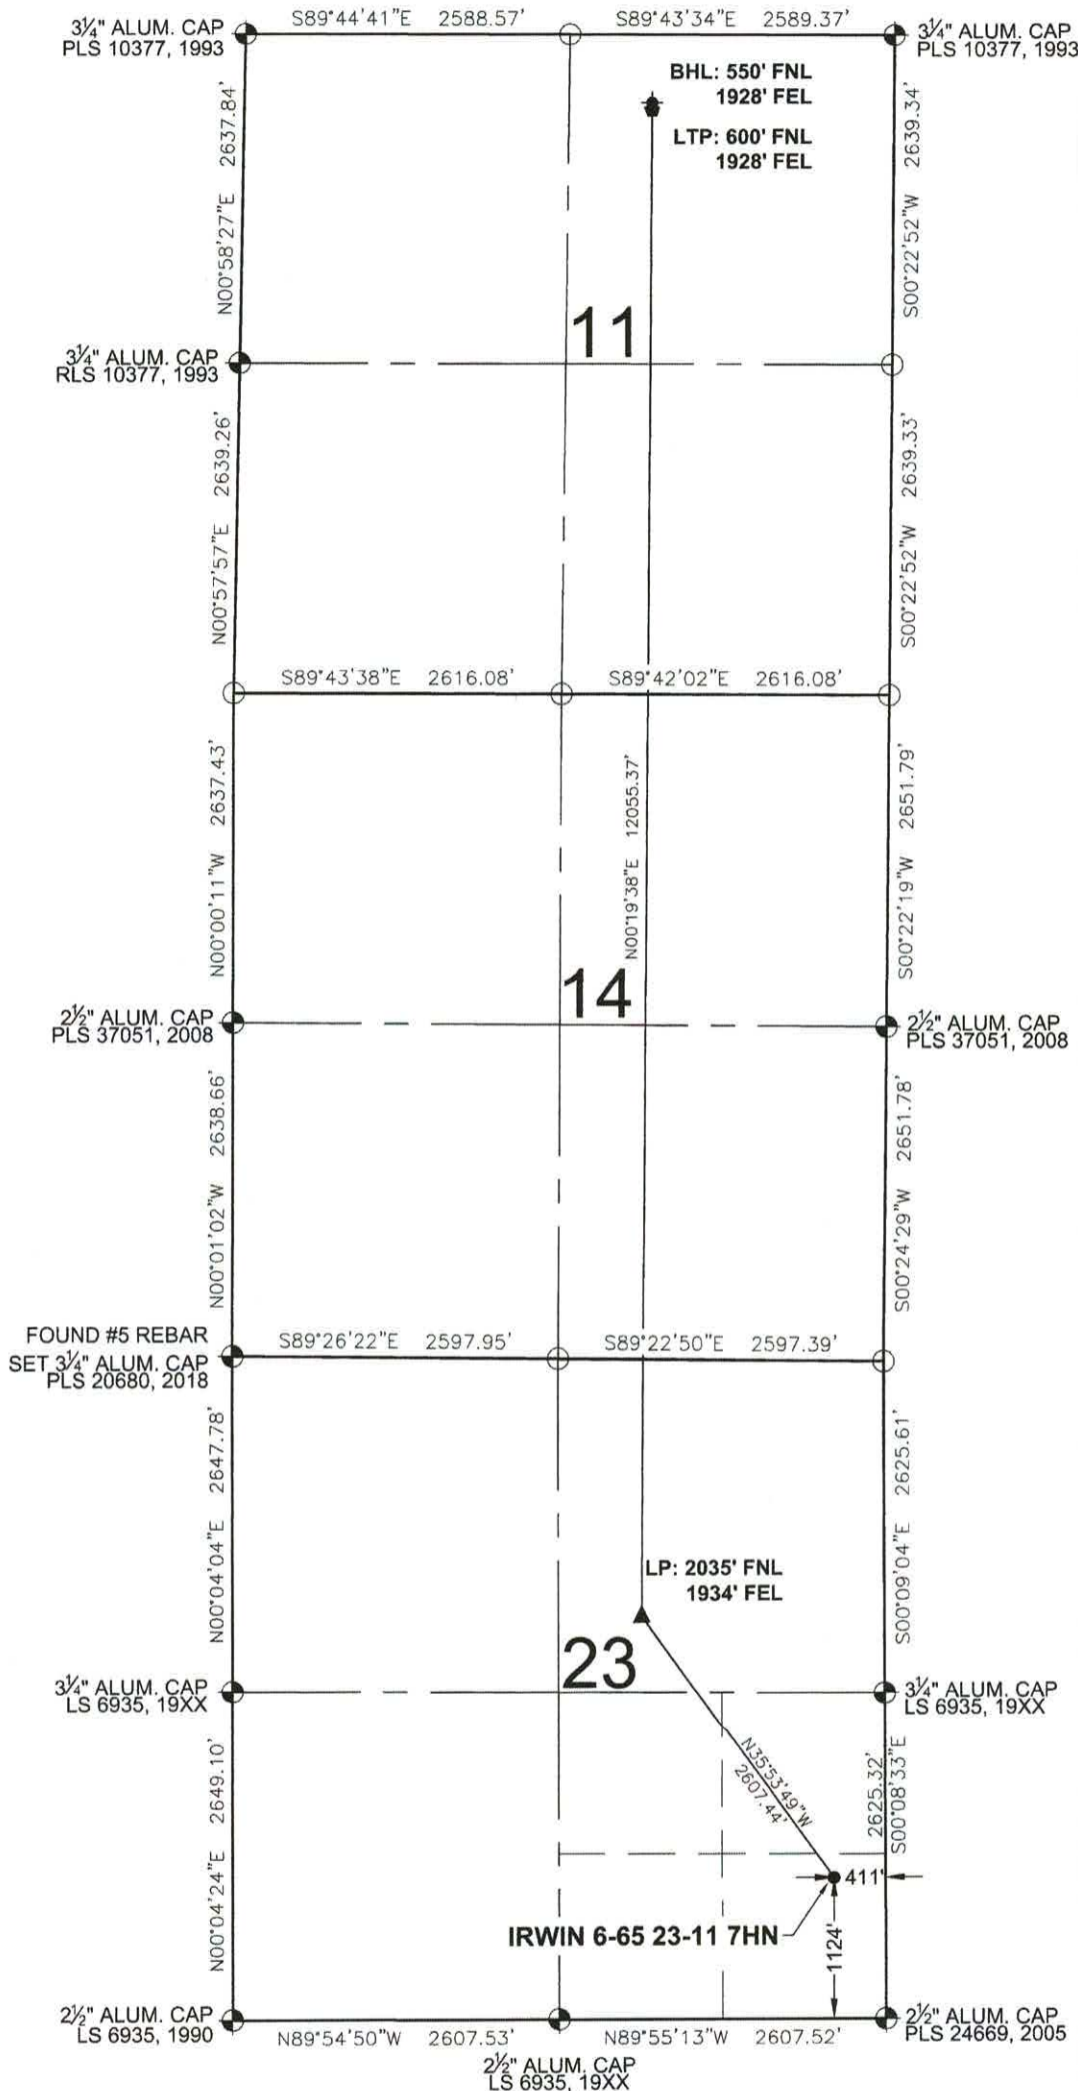 S89°44'41"E 2588.57' S89°43'34"E 2589.37'
3¼" ALUM. CAP
PLS 10377, 1993
3¼" ALUM. CAP
PLS 10377, 1993
BHL: 550' FNL
1928' FEL
LTP: 600' FNL
1928' FEL
N00°58'27"E 2637.84'
S00°22'52"W 2639.34'
11
3¼" ALUM. CAP
RLS 10377, 1993
N00°57'57"E 2639.26'
S00°22'52"W 2639.33'
S89°43'38"E 2616.08' S89°42'02"E 2616.08'
N00°00'11"W 2637.43'
N00°19'38"E 12055.37'
S00°22'19"W 2651.79'
14
2½" ALUM. CAP
PLS 37051, 2008
2½" ALUM. CAP
PLS 37051, 2008
N00°01'02"W 2638.66'
S00°24'29"W 2651.78'
FOUND #5 REBAR
SET 3¼" ALUM. CAP
PLS 20680, 2018
S89°26'22"E 2597.95' S89°22'50"E 2597.39'
N00°04'04"E 2647.78'
S00°09'04"E 2625.61'
LP: 2035' FNL
1934' FEL
23
3¼" ALUM. CAP
LS 6935, 19XX
3¼" ALUM. CAP
LS 6935, 19XX
N00°04'24"E 2649.10'
N35°53'49"W
2607.44'
2625.32'
S00°08'33"E
411'
IRWIN 6-65 23-11 7HN
1124'
2½" ALUM. CAP
LS 6935, 1990
N89°54'50"W 2607.53' N89°55'13"W 2607.52'
2½" ALUM. CAP
PLS 24669, 2005
2½" ALUM. CAP
LS 6935, 19XX